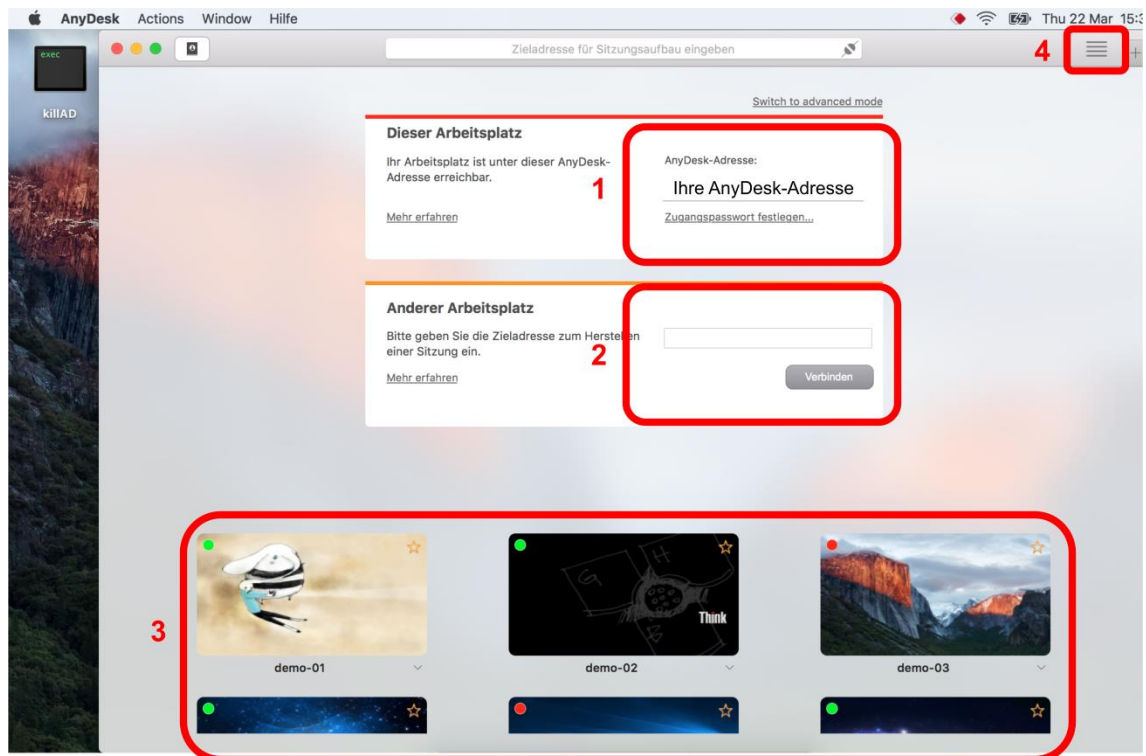 AnyDesk Actions Window Hilfe Thu 22 Mar 15:3
exec
killAD
Zieladresse für Sitzungsaufbau eingeben
4
Switch to advanced mode
Dieser Arbeitsplatz
Ihr Arbeitsplatz ist unter dieser AnyDesk-
Adresse erreichbar.
Mehr erfahren
1
AnyDesk-Adresse:
Ihre AnyDesk-Adresse
Zugangspasswort festlegen...
Anderer Arbeitsplatz
Bitte geben Sie die Zieladresse zum Herstellen
einer Sitzung ein.
Mehr erfahren
2
Verbinden
3
G H
B
Think
demo-01 demo-02 demo-03